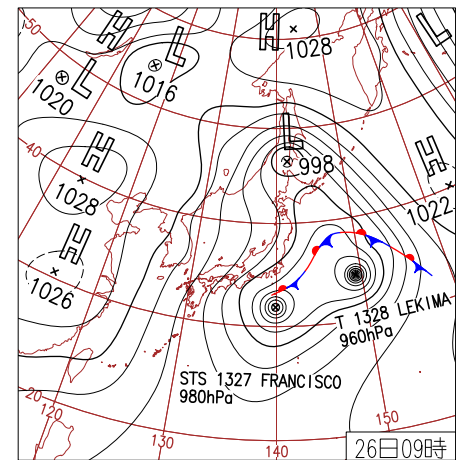 50
H
L
H
1028
L
1020
L
1016
40
H
1028
L
998
H
1022
H
1026
30
T 1328 LEKIMA
960hPa
STS 1327 FRANCISCO
980hPa
20
120
130
140
150
26日09時